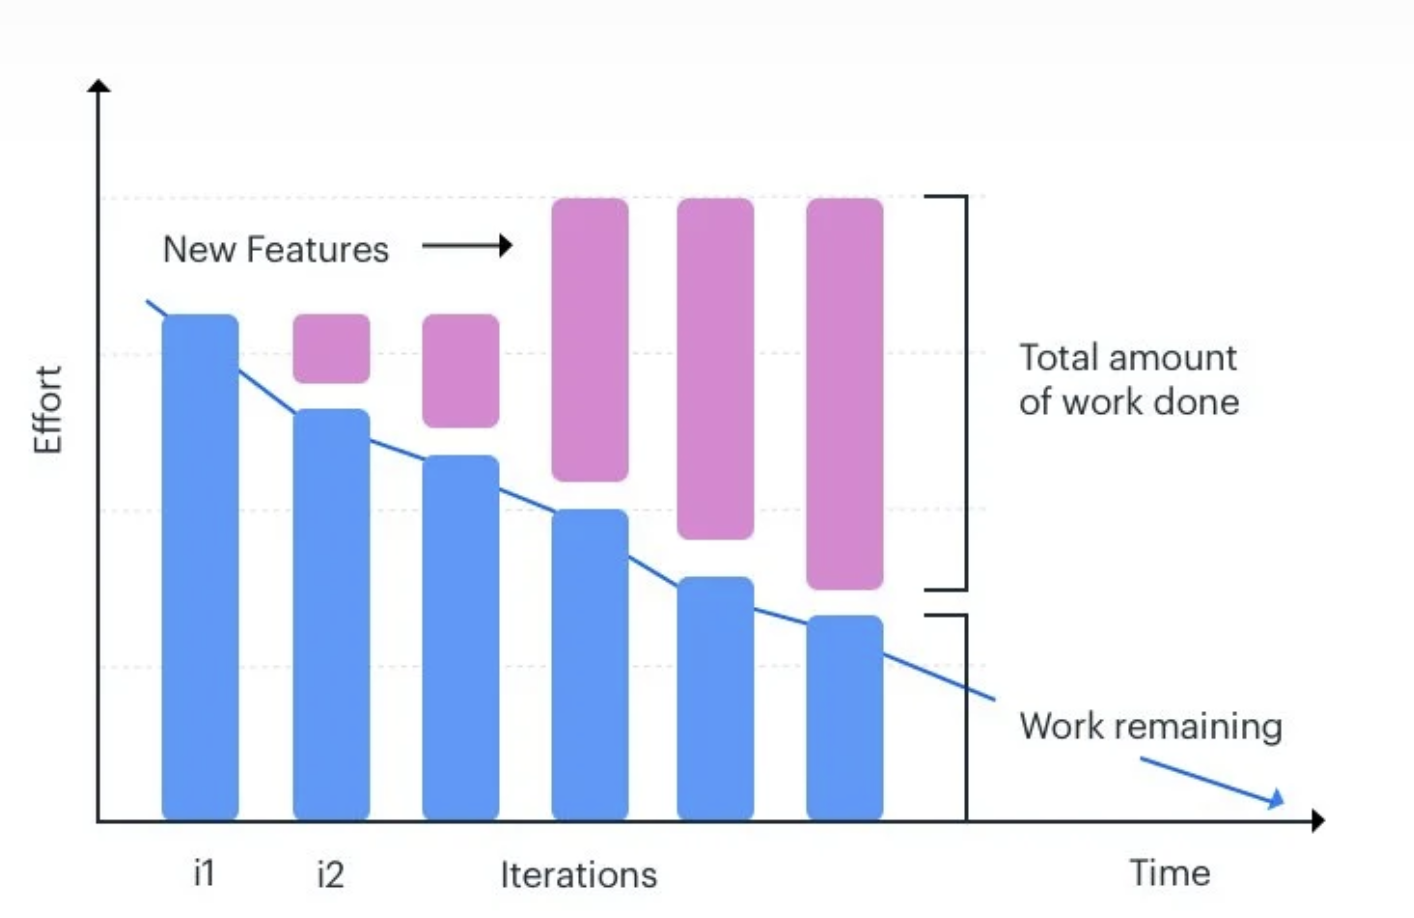 New Features
Effort
Total amount
of work done
Work remaining
i1
i2
Iterations
Time